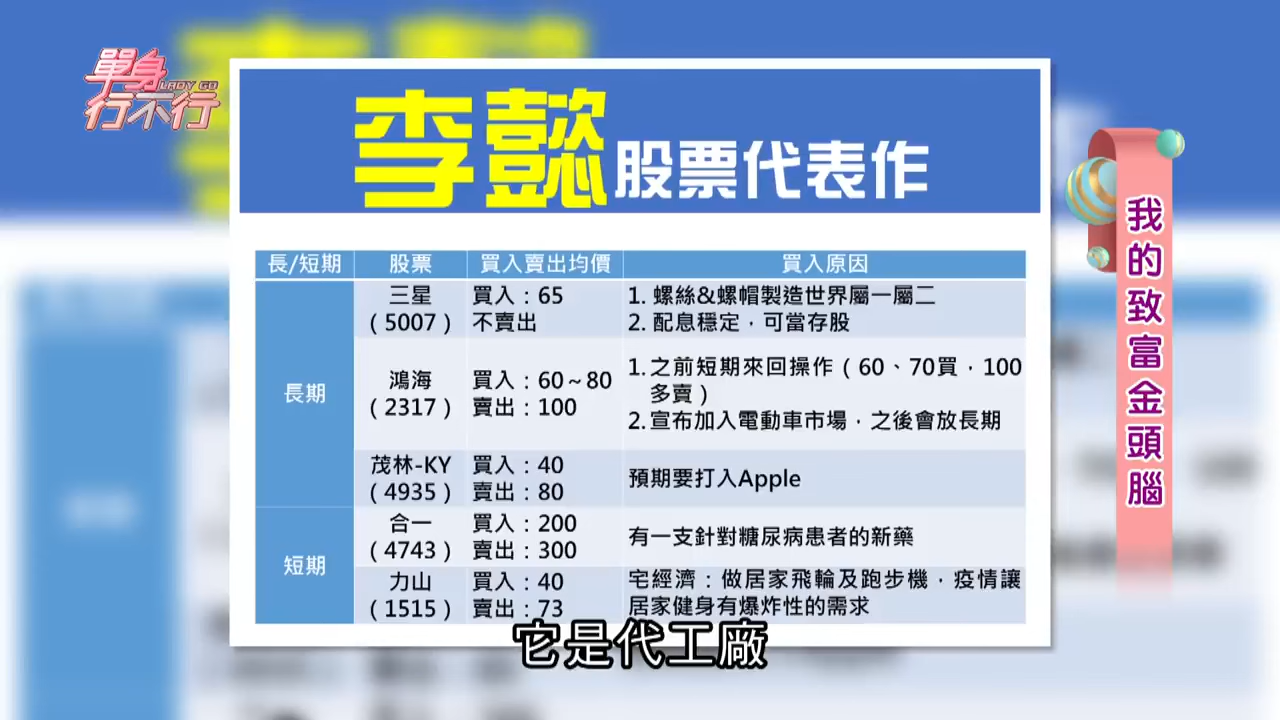 單身
LADY GO
行不行
李懿股票代表作
我的致富金頭腦
長/短期 股票 買入賣出均價 買入原因
長期
三星
(5007)
買入：65
不賣出
1. 螺絲&螺帽製造世界屬一屬二
2. 配息穩定，可當存股
鴻海
(2317)
買入：60~80
賣出：100
1. 之前短期來回操作（60、70買，100
多賣）
2. 宣布加入電動車市場，之後會放長期
茂林-KY
(4935)
買入：40
賣出：80
預期要打入Apple
短期
合一
(4743)
買入：200
賣出：300
有一支針對糖尿病患者的新藥
力山
(1515)
買入：40
賣出：73
宅經濟：做居家飛輪及跑步機，疫情讓
居家健身有爆炸性的需求
它是代工廠